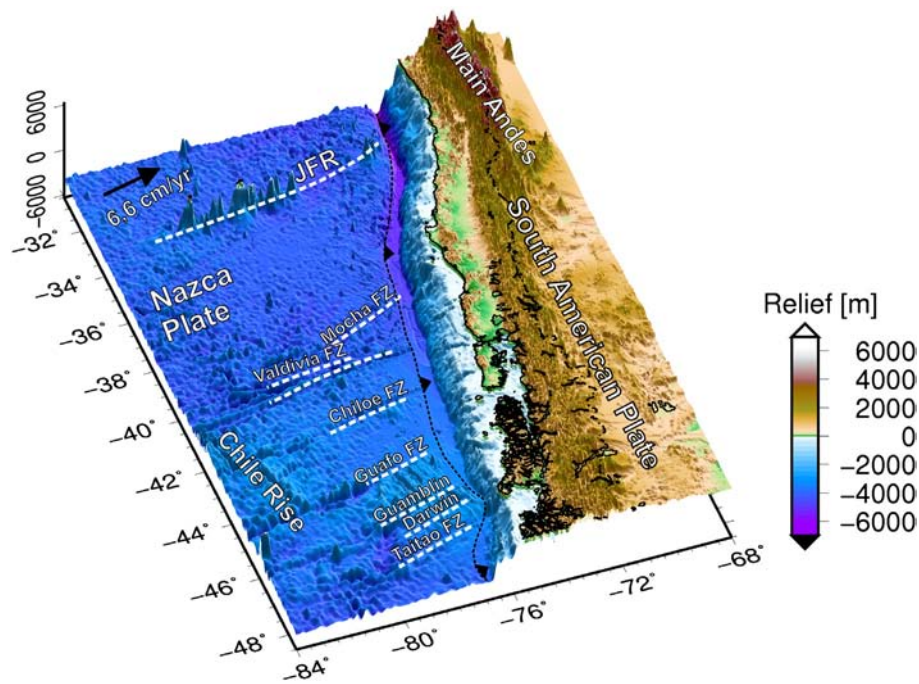 6000
0
−6000
6.6 cm/yr
JFR
Main Andes
South American Plate
Nazca
Plate
Mocha FZ
Valdivia FZ
Chiloe FZ
Guafo FZ
Guamblin
Darwin
Taitao FZ
Chile Rise
−32°
−34°
−36°
−38°
−40°
−42°
−44°
−46°
−48°
−84°
−80°
−76°
−72°
−68°
Relief [m]
6000
4000
2000
0
−2000
−4000
−6000